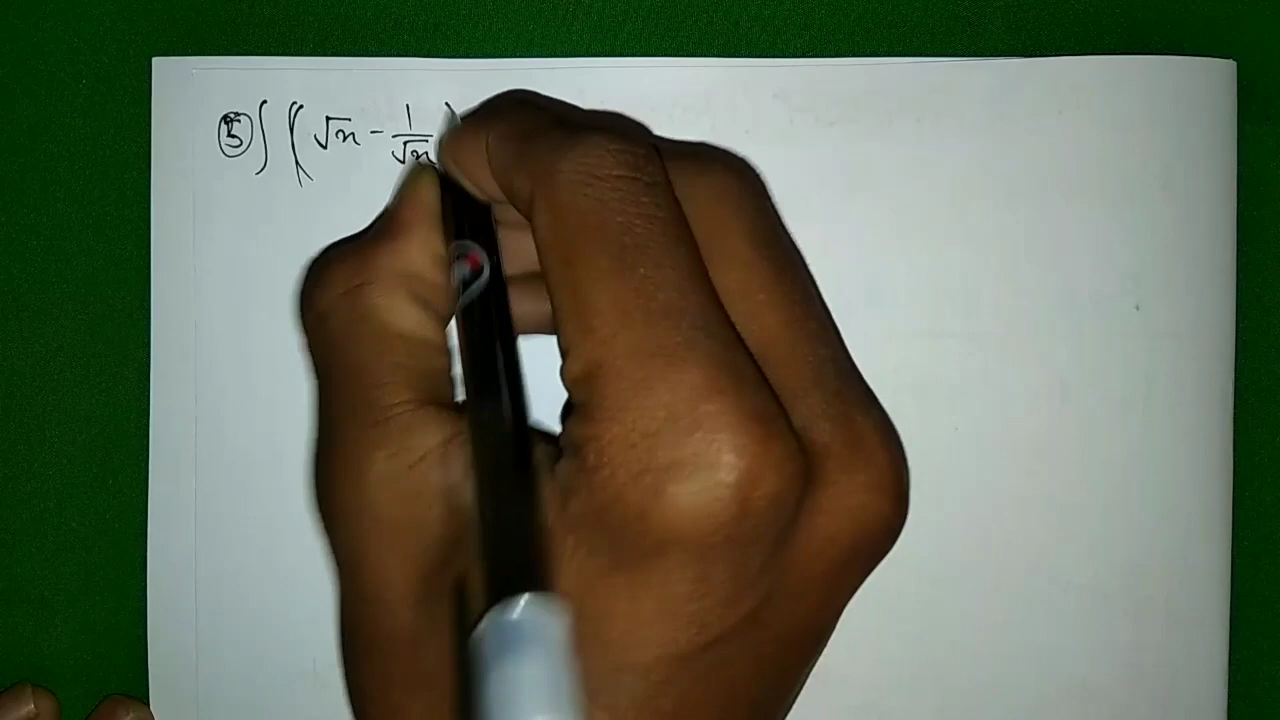 ⑤ ∫ (√x - 1/√x)